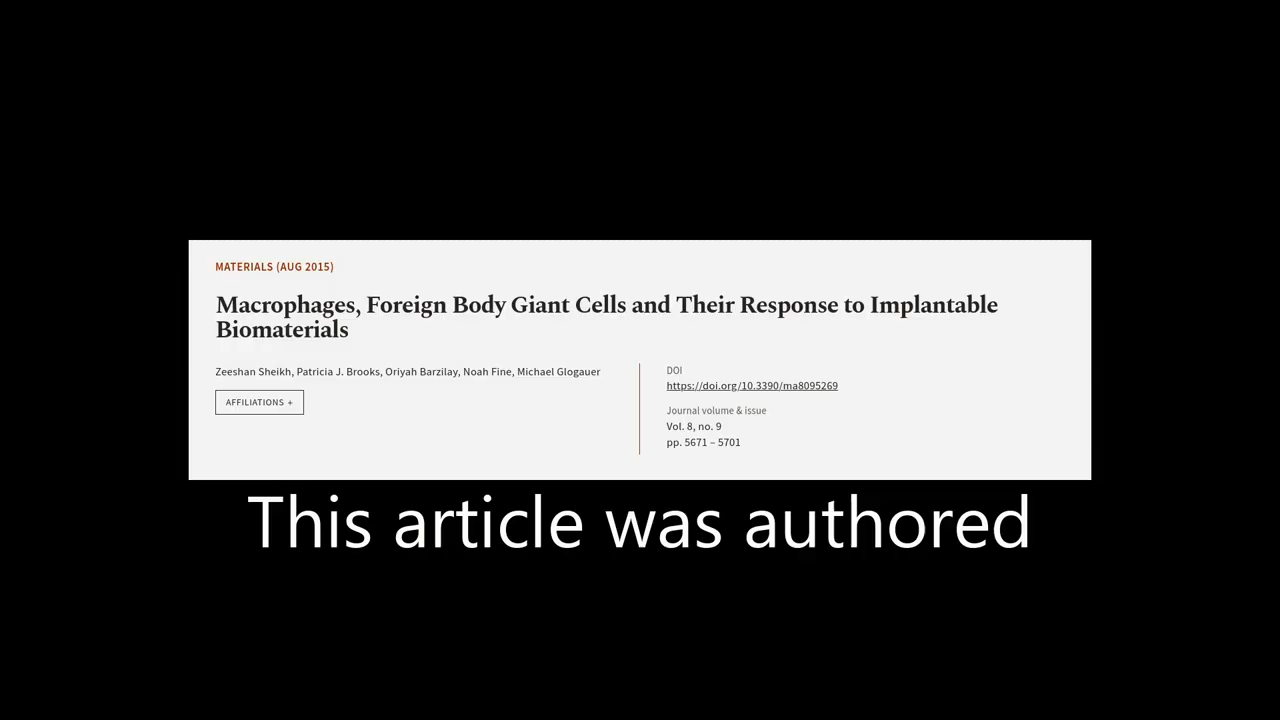 MATERIALS (AUG 2015)
Macrophages, Foreign Body Giant Cells and Their Response to Implantable
Biomaterials
Zeeshan Sheikh, Patricia J. Brooks, Oriyah Barzilay, Noah Fine, Michael Glogauer
AFFILIATIONS +
DOI
https://doi.org/10.3390/ma8095269
Journal volume & issue
Vol. 8, no. 9
pp. 5671 – 5701
This article was authored